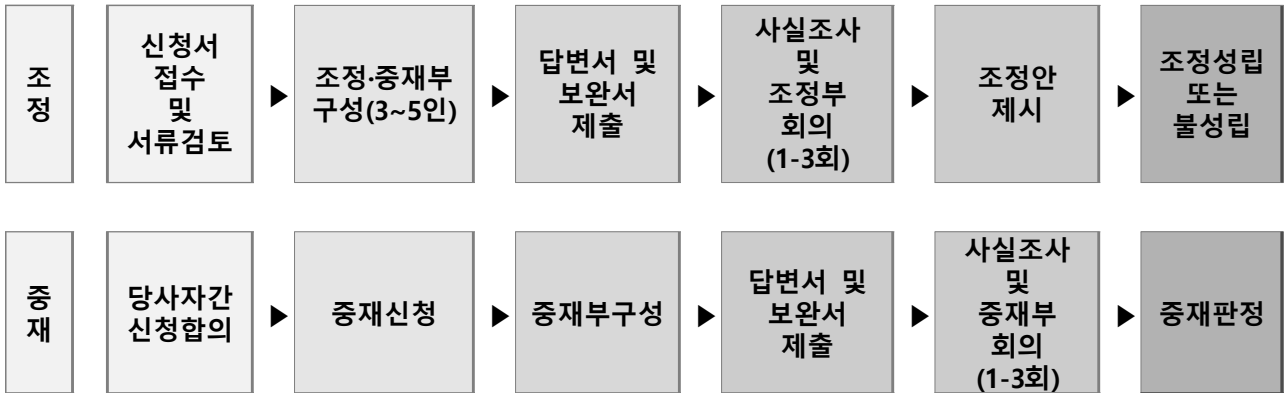 조
정
신청서
접수
및
서류검토
▶
조정·중재부
구성(3~5인)
▶
답변서 및
보완서
제출
▶
사실조사
및
조정부
회의
(1-3회)
▶
조정안
제시
▶
조정성립
또는
불성립
중
재
당사자간
신청합의
▶
중재신청
▶
중재부구성
▶
답변서 및
보완서
제출
▶
사실조사
및
중재부
회의
(1-3회)
▶
중재판정